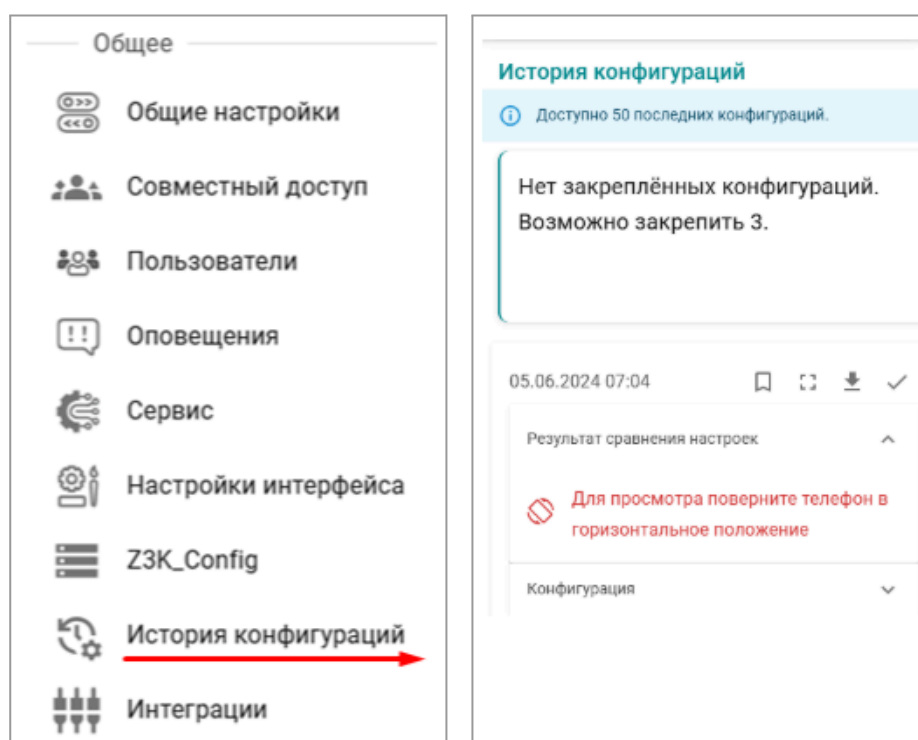 Общее
Общие настройки
Совместный доступ
Пользователи
Оповещения
Сервис
Настройки интерфейса
Z3K_Config
История конфигураций
Интеграции
История конфигураций
Доступно 50 последних конфигураций.
Нет закреплённых конфигураций.
Возможно закрепить 3.
05.06.2024 07:04
Результат сравнения настроек
Для просмотра поверните телефон в
горизонтальное положение
Конфигурация